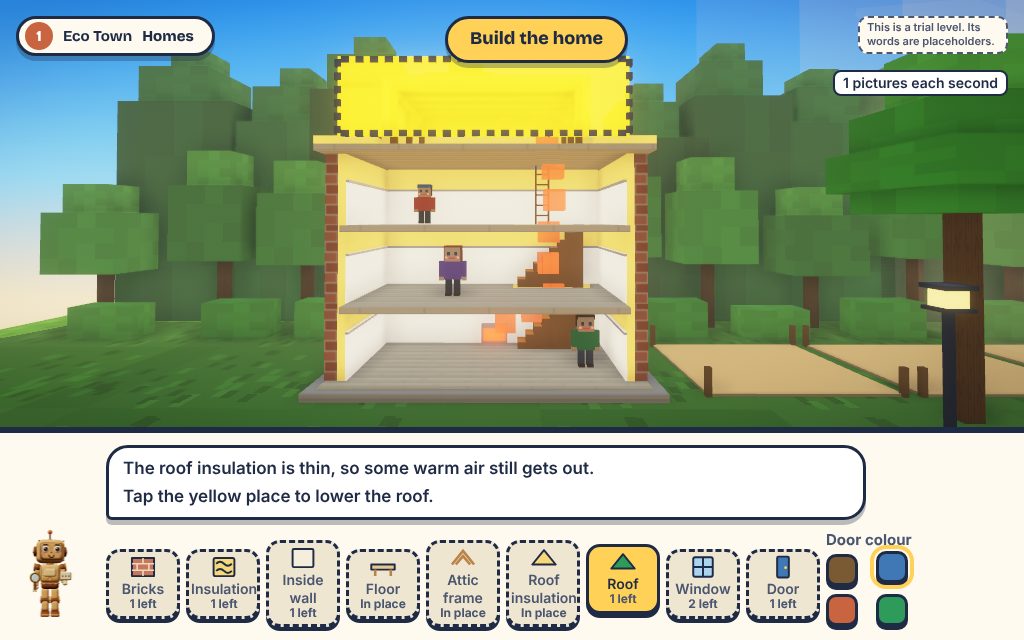 1 Eco Town Homes
Build the home
This is a trial level. Its
words are placeholders.
1 pictures each second
The roof insulation is thin, so some warm air still gets out.
Tap the yellow place to lower the roof.
Door colour
Bricks
1 left
Insulation
1 left
Inside
wall
1 left
Floor
In place
Attic
frame
In place
Roof
insulation
In place
Roof
1 left
Window
2 left
Door
1 left